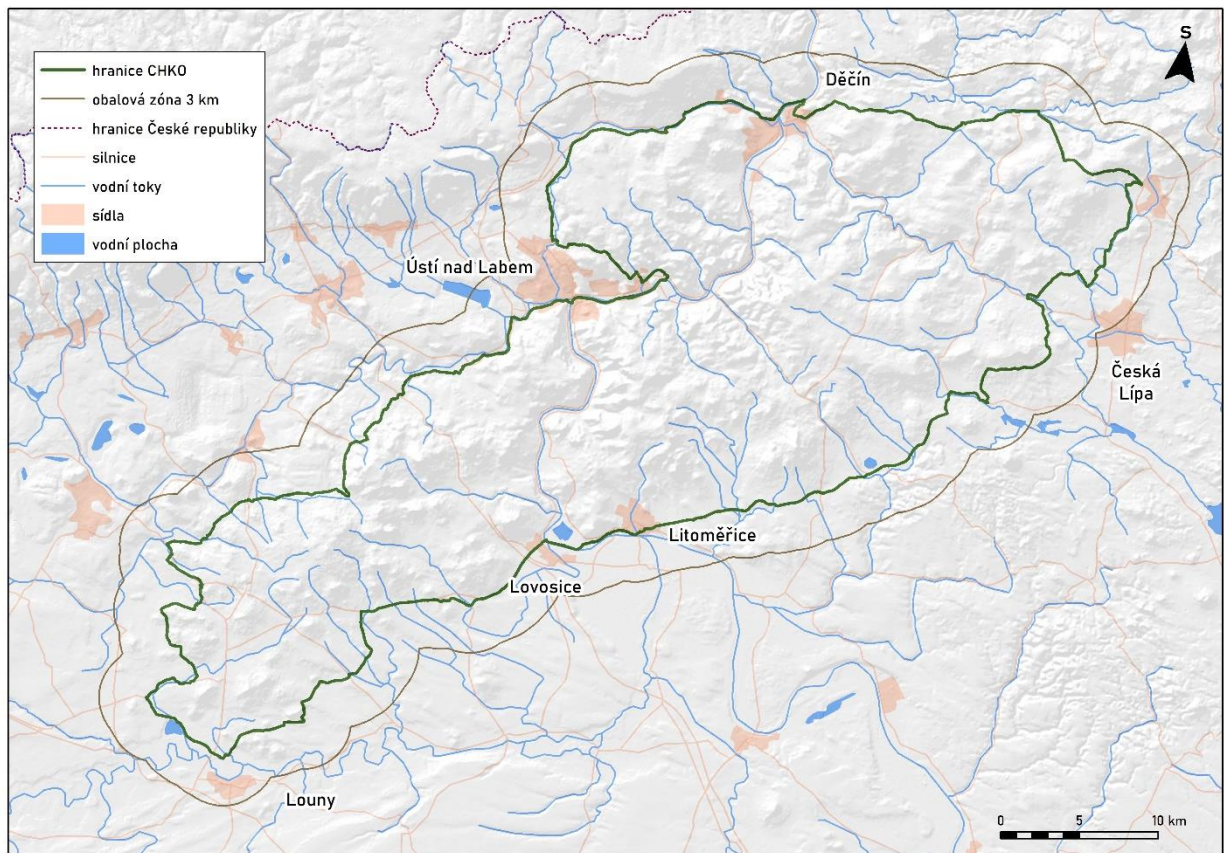 hranice CHKO
obalová zóna 3 km
hranice České republiky
silnice
vodní toky
sídla
vodní plocha
S
Děčín
Ústí nad Labem
Česká
Lípa
Litoměřice
Lovosice
Louny
0 5 10 km